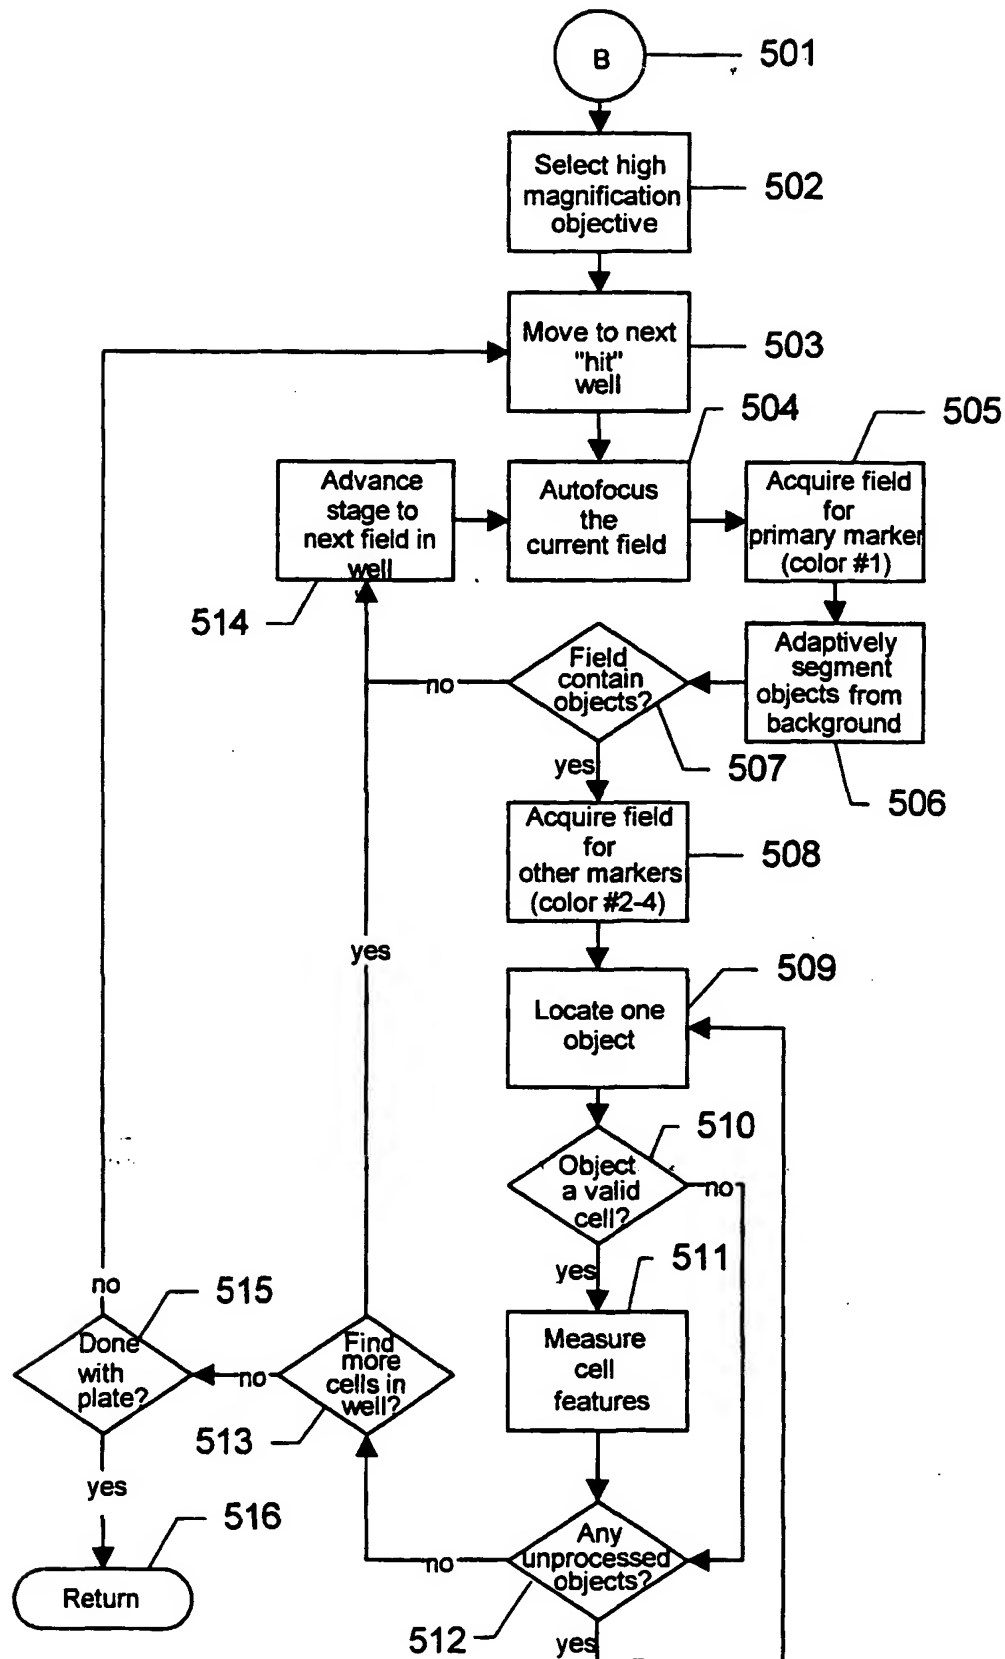 B
501
Select high
magnification
objective
502
Move to next
"hit"
well
503
504
505
Advance
stage to
next field in
well
Autofocus
the
current field
Acquire field
for
primary marker
(color #1)
514
Field
contain
objects?
no
Adaptively
segment
objects from
background
yes
507
506
Acquire field
for
other markers
(color #2-4)
508
yes
509
Locate one
object
510
Object
a valid
cell?
no
yes
511
no
515
Done
with
plate?
no
Find
more
cells in
well?
Measure
cell
features
513
yes
516
Any
unprocessed
objects?
no
Return
512
yes